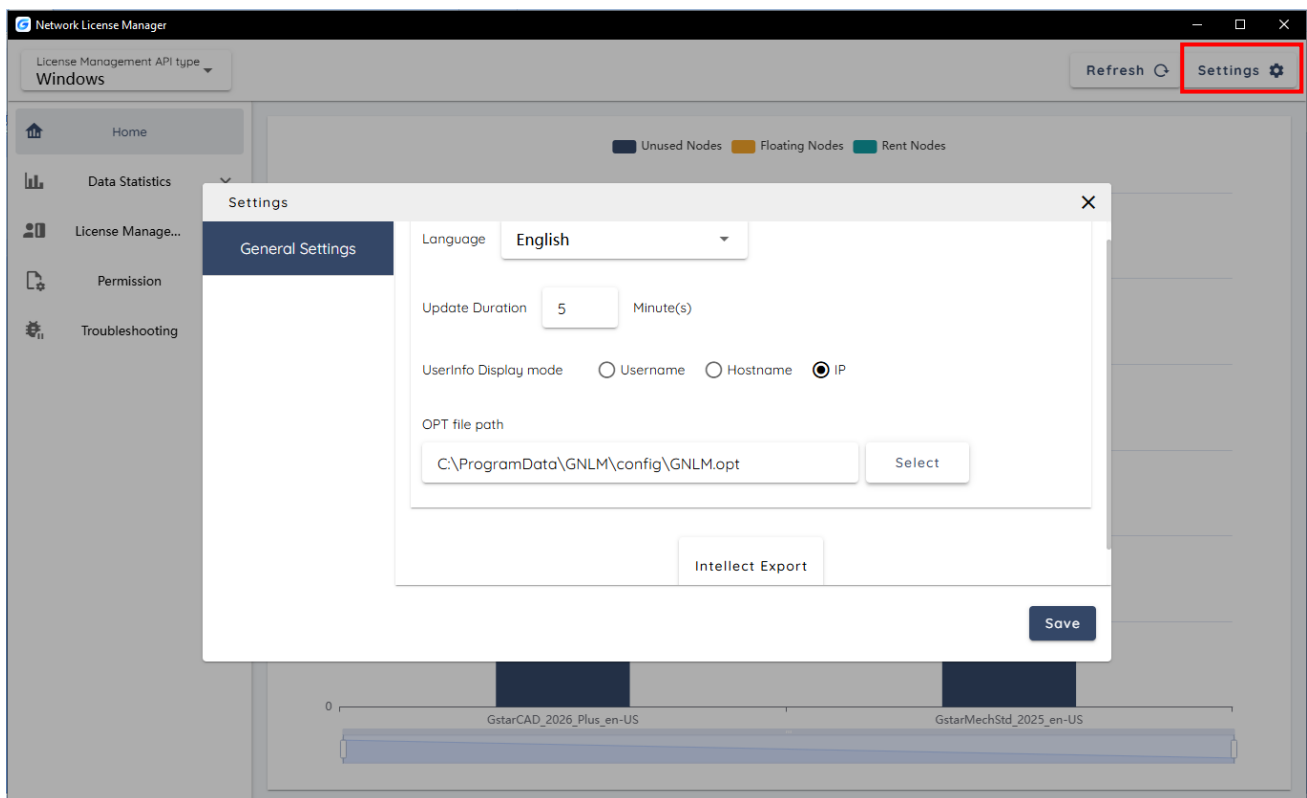 Network License Manager
License Management API type
Windows
Refresh
Settings
Home
Data Statistics
License Manage...
Permission
Troubleshooting
Unused Nodes
Floating Nodes
Rent Nodes
Settings
General Settings
Language
English
Update Duration
5
Minute(s)
UserInfo Display mode
Username
Hostname
IP
OPT file path
C:\ProgramData\GNLM\config\GNLM.opt
Select
Intellect Export
Save
0
GstarCAD_2026_Plus_en-US
GstarMechStd_2025_en-US